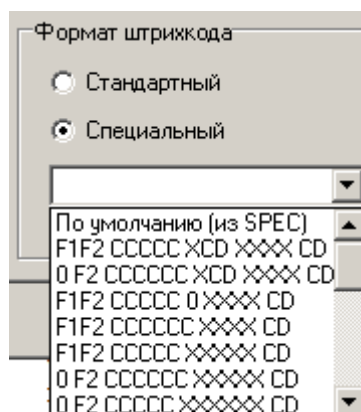 Формат штрихкода
Стандартный
Специальный
По умолчанию (из SPEC)
F1F2 CCCCC XCD XXXX CD
0 F2 CCCCCC XCD XXXX CD
F1F2 CCCCC 0 XXXX CD
F1F2 CCCCCC XXXX CD
F1F2 CCCCC XXXXX CD
0 F2 CCCCCC XXXXX CD
0 F2 CCCCCC XXXXX CD